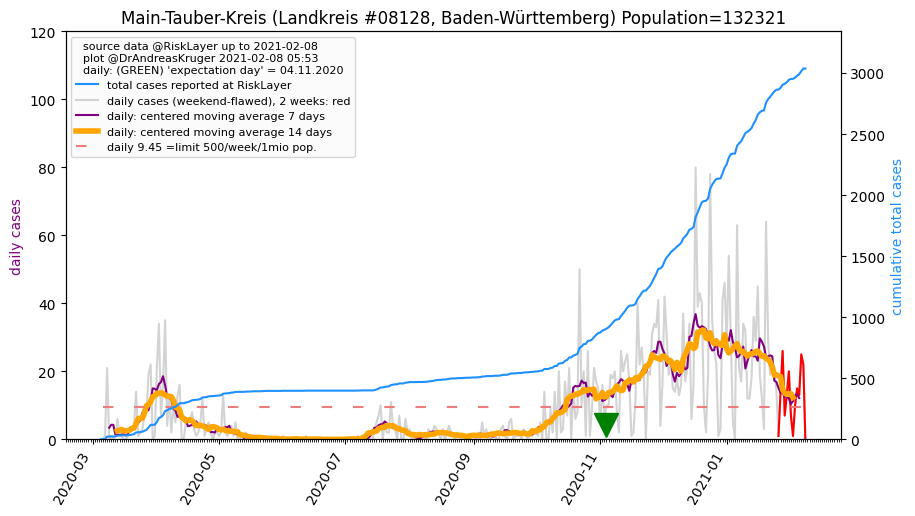 Main-Tauber-Kreis (Landkreis #08128, Baden-Württemberg) Population=132321
source data @RiskLayer up to 2021-02-08
plot @DrAndreasKruger 2021-02-08 05:53
daily: (GREEN) 'expectation day' = 04.11.2020
total cases reported at RiskLayer
daily cases (weekend-flawed), 2 weeks: red
daily: centered moving average 7 days
daily: centered moving average 14 days
daily 9.45 =limit 500/week/1mio pop.
daily cases
120
100
80
60
40
20
0
cumulative total cases
3000
2500
2000
1500
1000
500
0
2020-03
2020-05
2020-07
2020-09
2020-11
2021-01